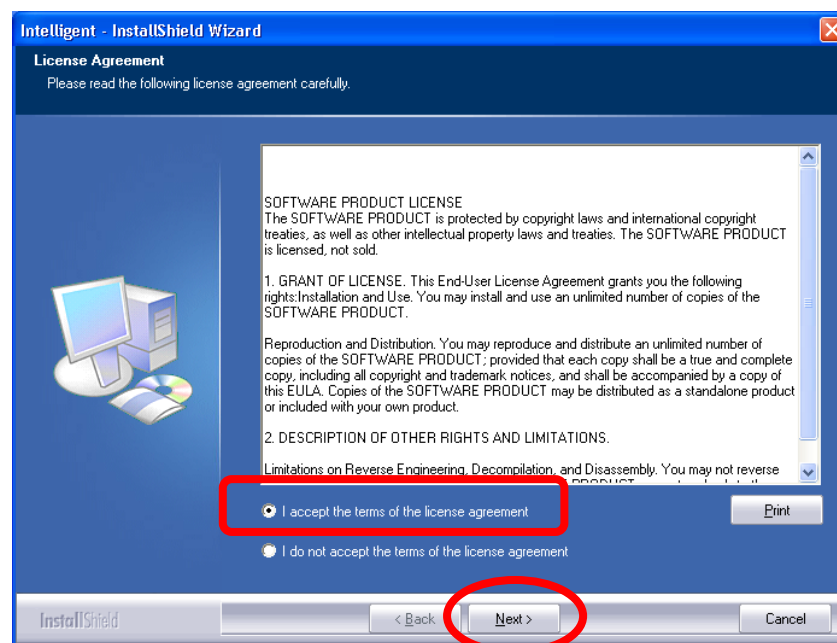 Intelligent - InstallShield Wizard
License Agreement
Please read the following license agreement carefully.
SOFTWARE PRODUCT LICENSE
The SOFTWARE PRODUCT is protected by copyright laws and international copyright
treaties, as well as other intellectual property laws and treaties. The SOFTWARE PRODUCT
is licensed, not sold.
1. GRANT OF LICENSE. This End-User License Agreement grants you the following
rights:Installation and Use. You may install and use an unlimited number of copies of the
SOFTWARE PRODUCT.
Reproduction and Distribution. You may reproduce and distribute an unlimited number of
copies of the SOFTWARE PRODUCT; provided that each copy shall be a true and complete
copy, including all copyright and trademark notices, and shall be accompanied by a copy of
this EULA. Copies of the SOFTWARE PRODUCT may be distributed as a standalone product
or included with your own product.
2. DESCRIPTION OF OTHER RIGHTS AND LIMITATIONS.
Limitations on Reverse Engineering, Decompilation, and Disassembly. You may not reverse
I accept the terms of the license agreement
Print
I do not accept the terms of the license agreement
InstallShield
< Back
Next >
Cancel